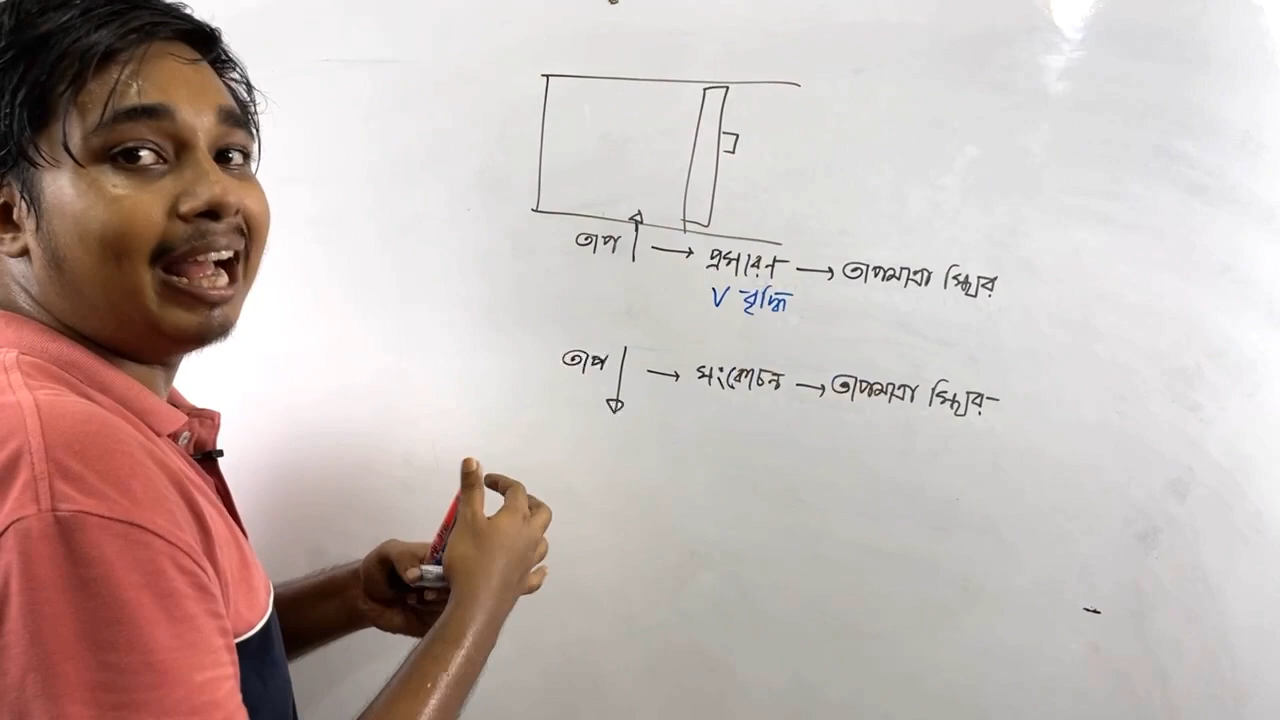 তাপ → প্রসারণ → তাপমাত্রা স্থির
V বৃদ্ধি
তাপ → সংকোচন → তাপমাত্রা স্থির